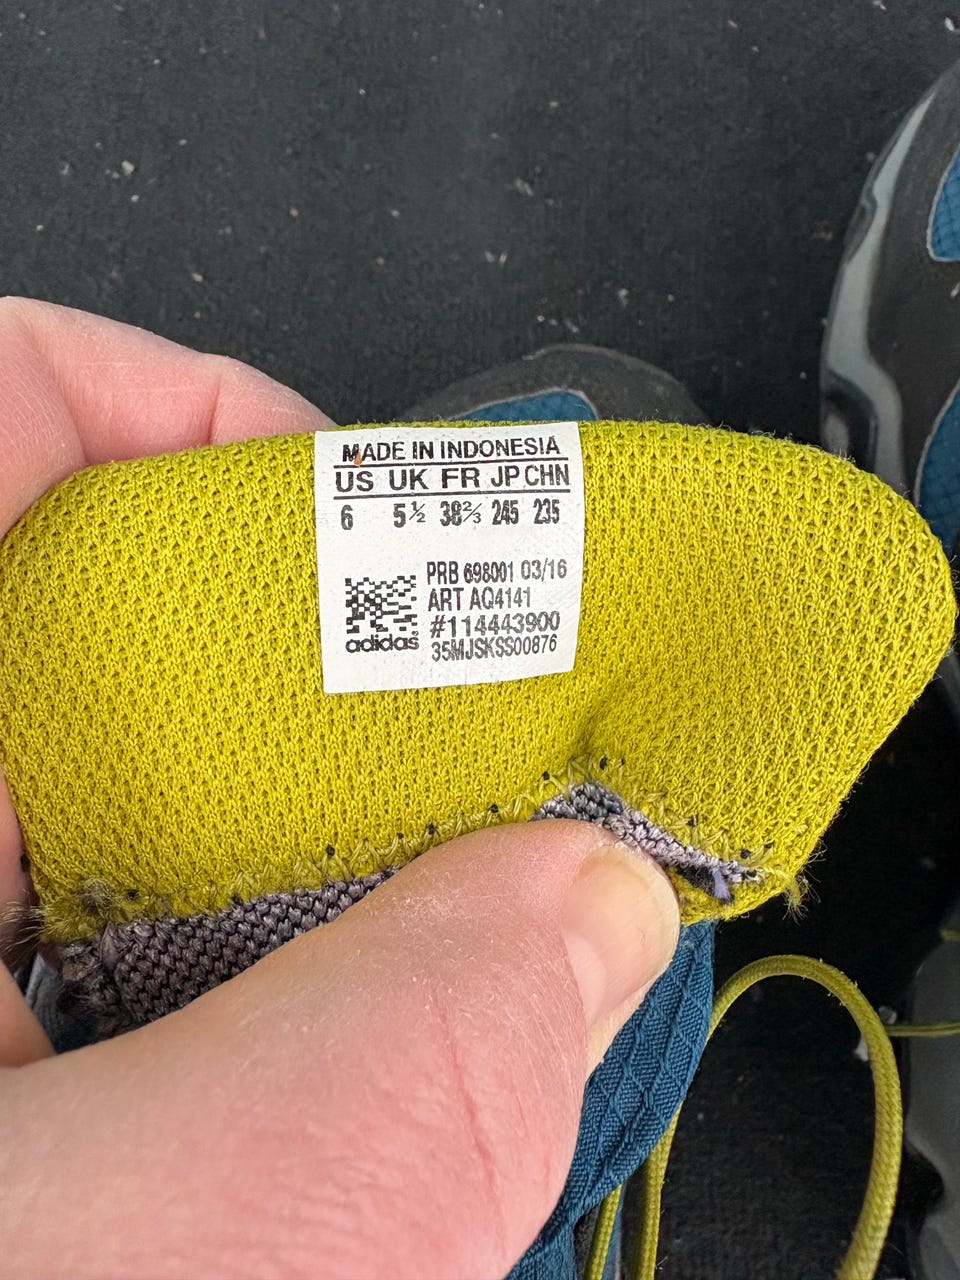 MADE IN INDONESIA
US UK FR JP CHN
6 5½ 38⅔ 245 235
PRB 698001 03/16
ART AQ4141
#114443900
35MJSKSS00876
adidas